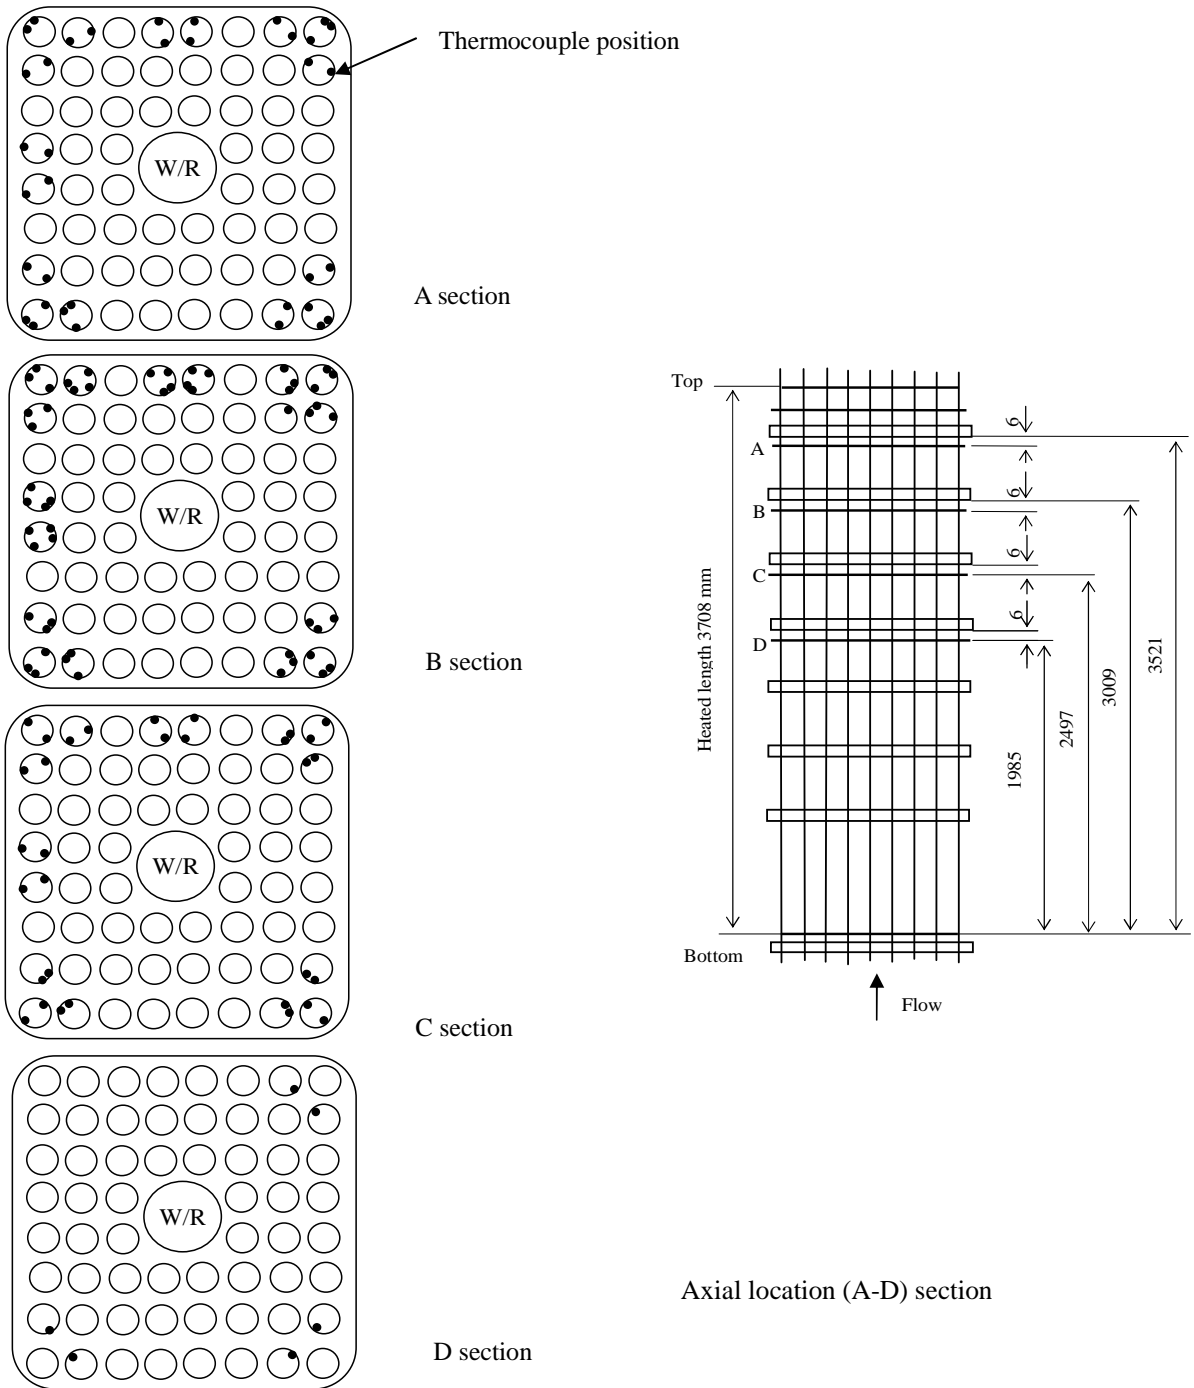 Thermocouple position
W/R
A section
W/R
B section
W/R
C section
W/R
D section
Top
A
B
C
D
Bottom
Heated length 3708 mm
6
6
6
6
1985
2497
3009
3521
Flow
Axial location (A-D) section